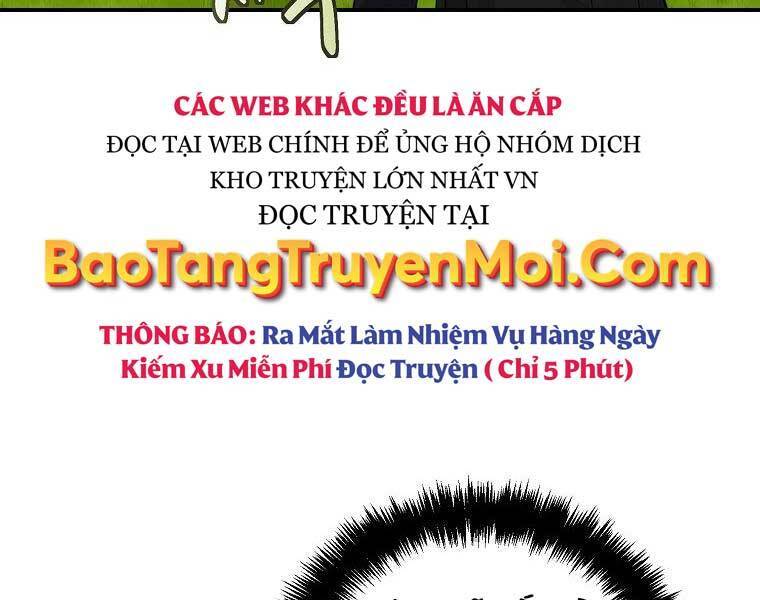 CÁC WEB KHÁC ĐỀU LÀ ĂN CẮP
ĐỌC TẠI WEB CHÍNH ĐỂ ỦNG HỘ NHÓM DỊCH
KHO TRUYỆN LỚN NHẤT VN
ĐỌC TRUYỆN TẠI
BaoTangTruyenMoi.Com
THÔNG BÁO: Ra Mắt Làm Nhiệm Vụ Hàng Ngày
Kiếm Xu Miễn Phí Đọc Truyện ( Chỉ 5 Phút)